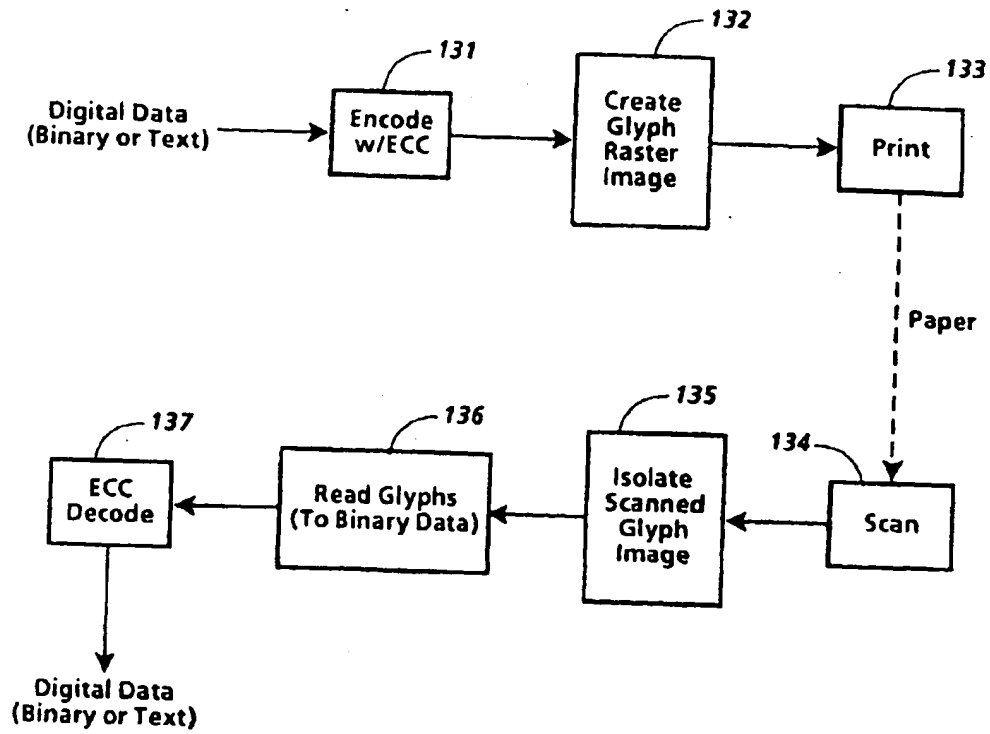 131
132
133
Digital Data
(Binary or Text)
Encode
w/ECC
Create
Glyph
Raster
Image
Print
Paper
137
136
135
134
ECC
Decode
Read Glyphs
(To Binary Data)
Isolate
Scanned
Glyph
Image
Scan
Digital Data
(Binary or Text)